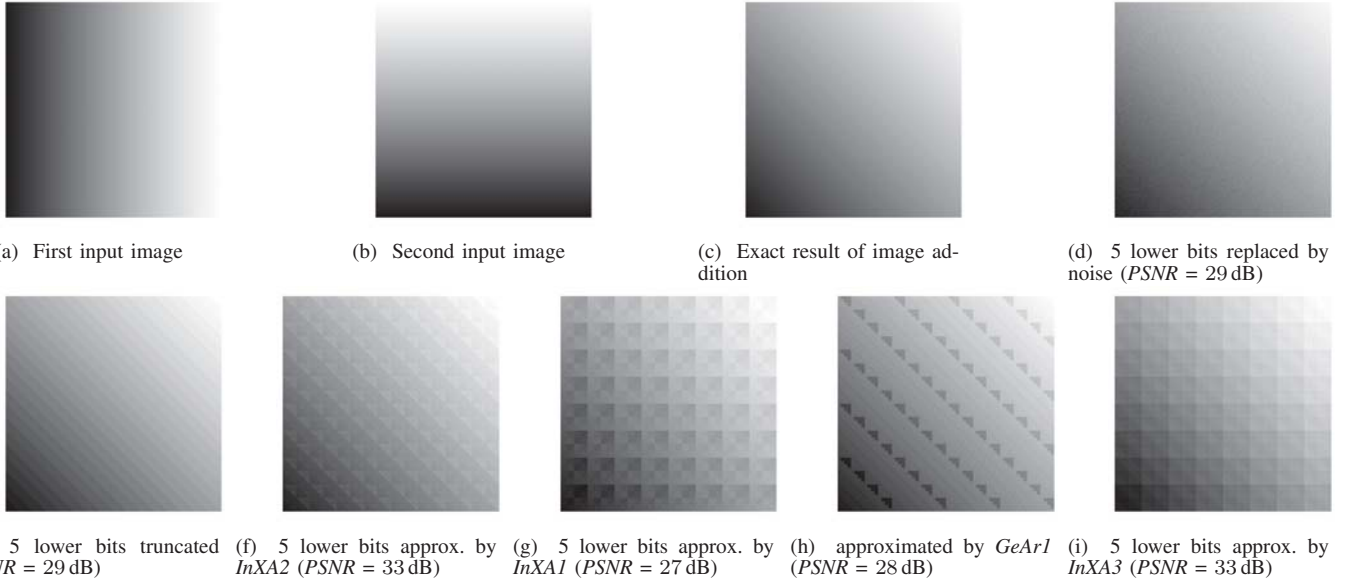 a) First input image
(b) Second input image
(c) Exact result of image ad-
dition
(d) 5 lower bits replaced by
noise (PSNR = 29 dB)
5 lower bits truncated
NR = 29 dB)
(f) 5 lower bits approx. by
InXA2 (PSNR = 33 dB)
(g) 5 lower bits approx. by
InXA1 (PSNR = 27 dB)
(h) approximated by GeAr1
(PSNR = 28 dB)
(i) 5 lower bits approx. by
InXA3 (PSNR = 33 dB)